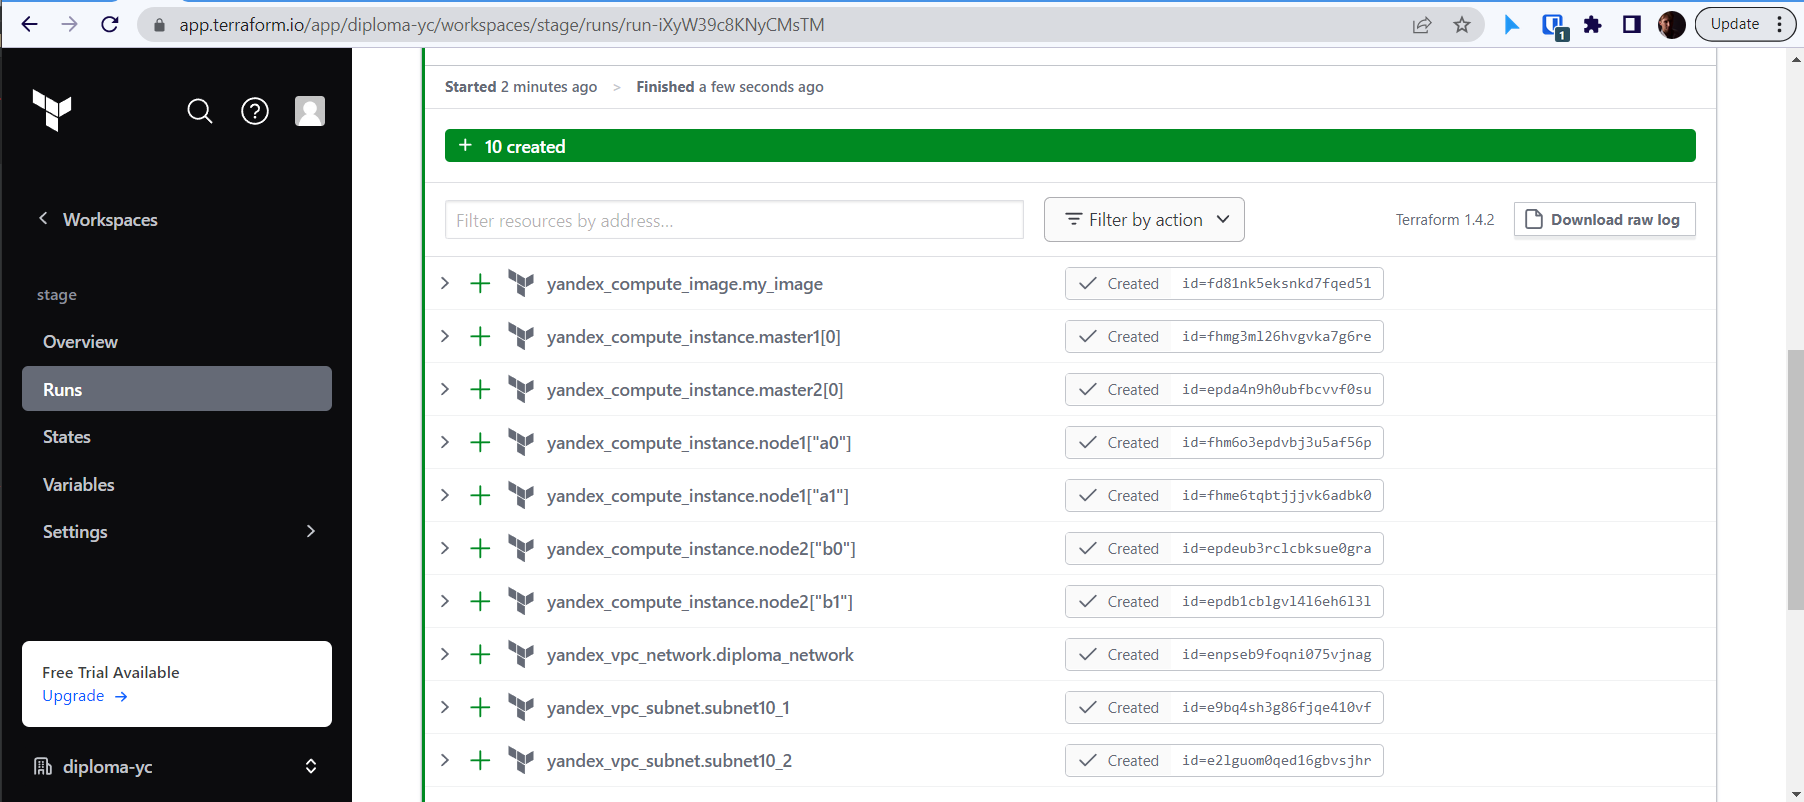 app.terraform.io/app/diploma-yc/workspaces/stage/runs/run-iXyW39c8KNyCMsTM
1
Update
Workspaces
stage
Overview
Runs
States
Variables
Settings
Free Trial Available
Upgrade →
diploma-yc
Started 2 minutes ago > Finished a few seconds ago
+ 10 created
Filter resources by address...
Filter by action
Terraform 1.4.2
Download raw log
yandex_compute_image.my_image Created id=fd81nk5eksnkd7fqed51
yandex_compute_instance.master1[0] Created id=fhmg3ml26hvgvka7g6re
yandex_compute_instance.master2[0] Created id=epda4n9h0ubfbcvvf0su
yandex_compute_instance.node1["a0"] Created id=fhm6o3epdvbj3u5af56p
yandex_compute_instance.node1["a1"] Created id=fhme6tqbtjjjvk6adbk0
yandex_compute_instance.node2["b0"] Created id=epdeub3rclcbksue0gra
yandex_compute_instance.node2["b1"] Created id=epdb1cblgvl4l6eh6l3l
yandex_vpc_network.diploma_network Created id=enpseb9foqni075vjnag
yandex_vpc_subnet.subnet10_1 Created id=e9bq4sh3g86fjqe410vf
yandex_vpc_subnet.subnet10_2 Created id=e2lguom0qed16gbvsjhr